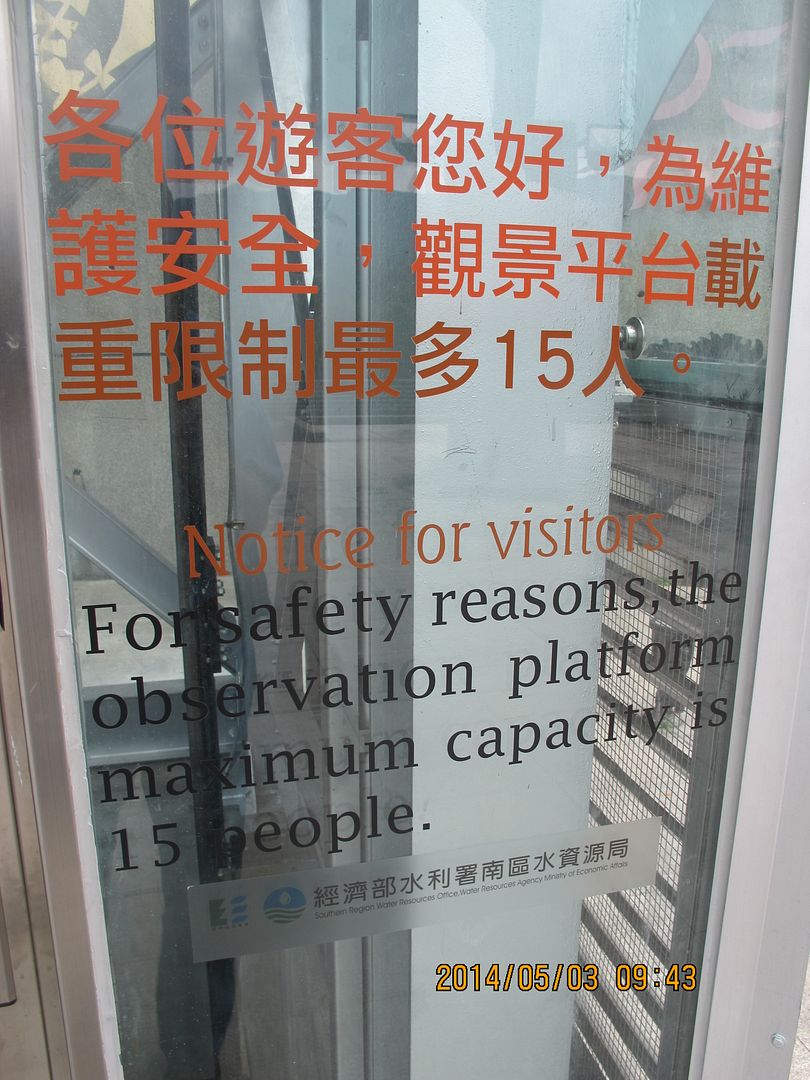 各位遊客您好，為維
護安全，觀景平台載
重限制最多15人。
Notice for visitors
For safety reasons,the
observation platform
maximum capacity is
15 people.
經濟部水利署南區水資源局
Southern Region Water Resources Office,Water Resources Agency Ministry of Economic Affairs
2014/05/03 09:43